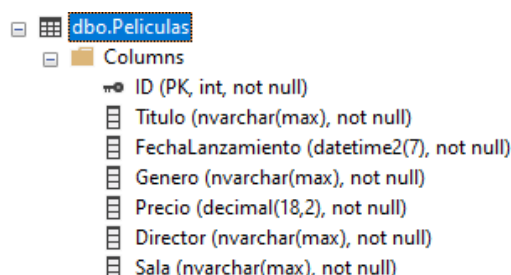 dbo.Peliculas
Columns
ID (PK, int, not null)
Titulo (nvarchar(max), not null)
FechaLanzamiento (datetime2(7), not null)
Genero (nvarchar(max), not null)
Precio (decimal(18,2), not null)
Director (nvarchar(max), not null)
Sala (nvarchar(max), not null)